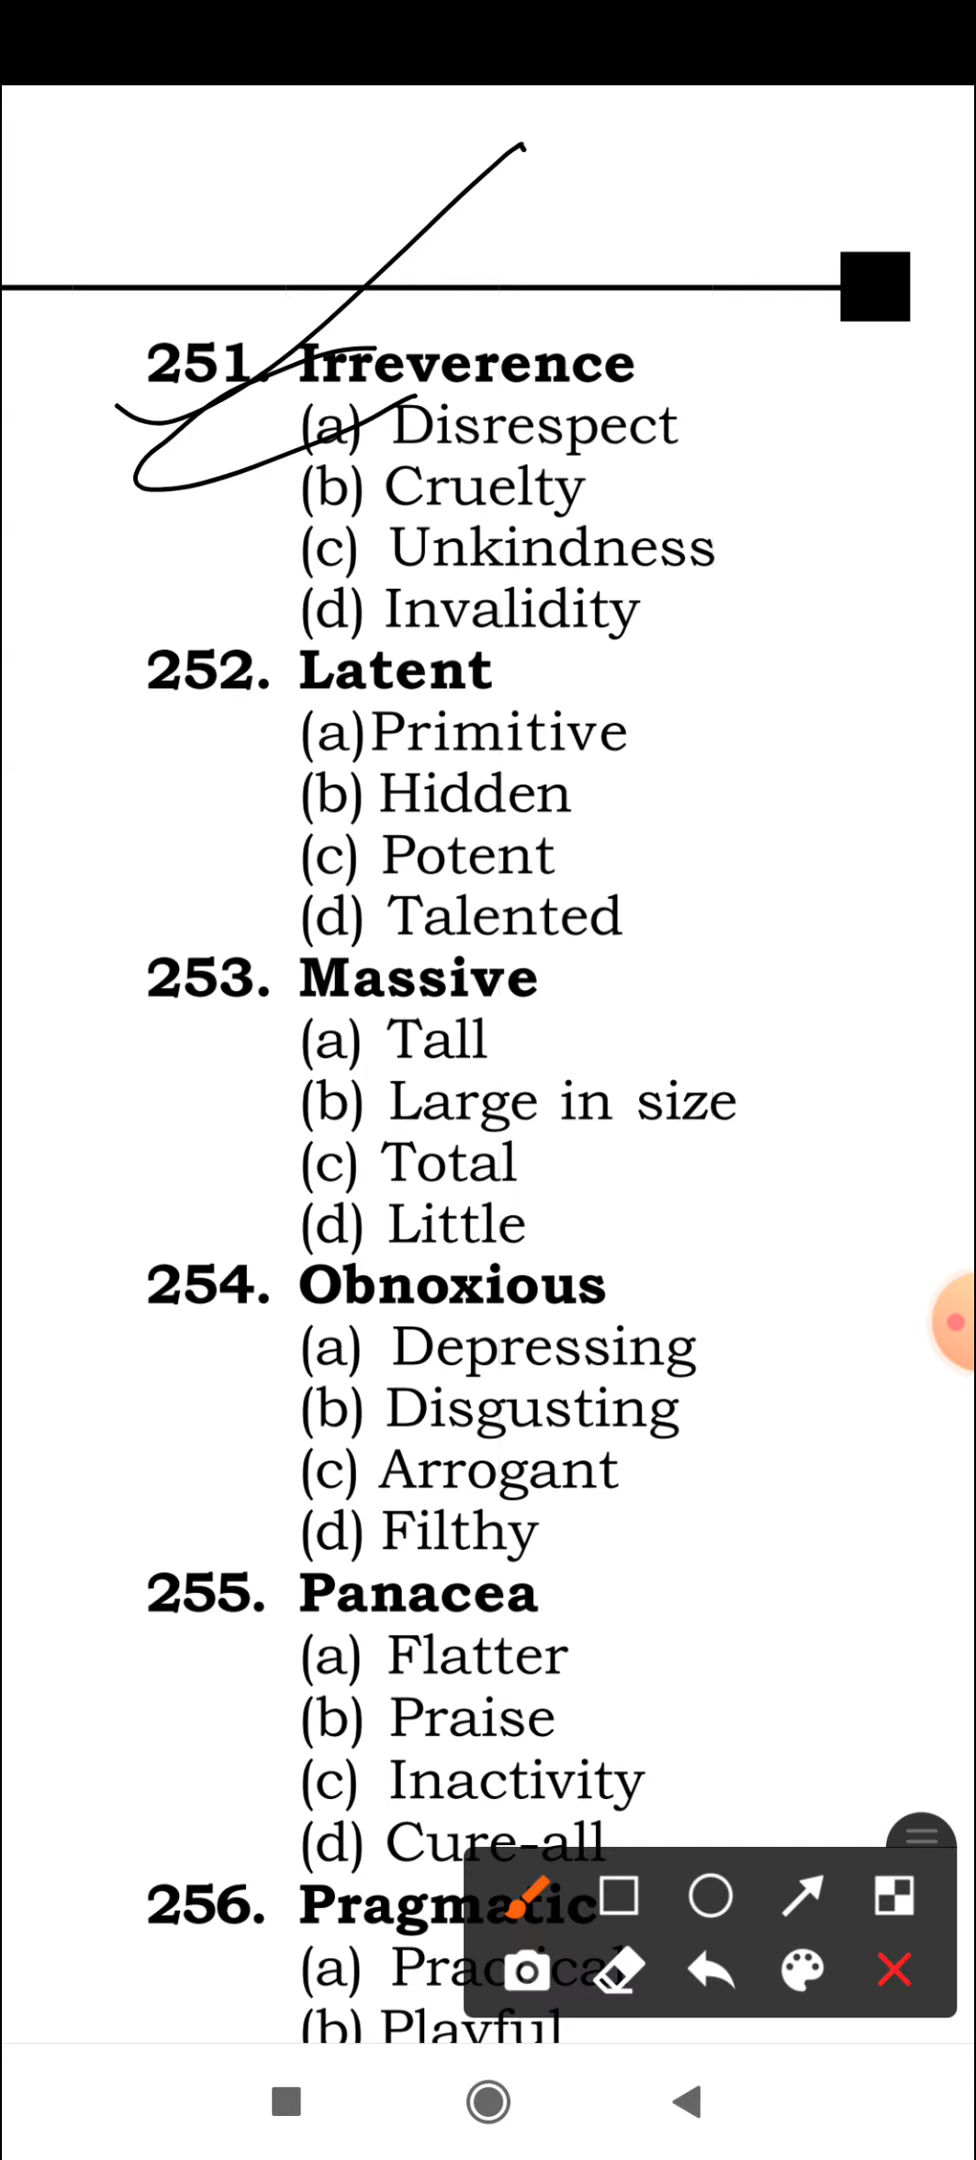 251. Irreverence
(a) Disrespect
(b) Cruelty
(c) Unkindness
(d) Invalidity
252. Latent
(a)Primitive
(b) Hidden
(c) Potent
(d) Talented
253. Massive
(a) Tall
(b) Large in size
(c) Total
(d) Little
254. Obnoxious
(a) Depressing
(b) Disgusting
(c) Arrogant
(d) Filthy
255. Panacea
(a) Flatter
(b) Praise
(c) Inactivity
(d) Cure-all
256. Pragmatic
(a) Practical
(b) Playful